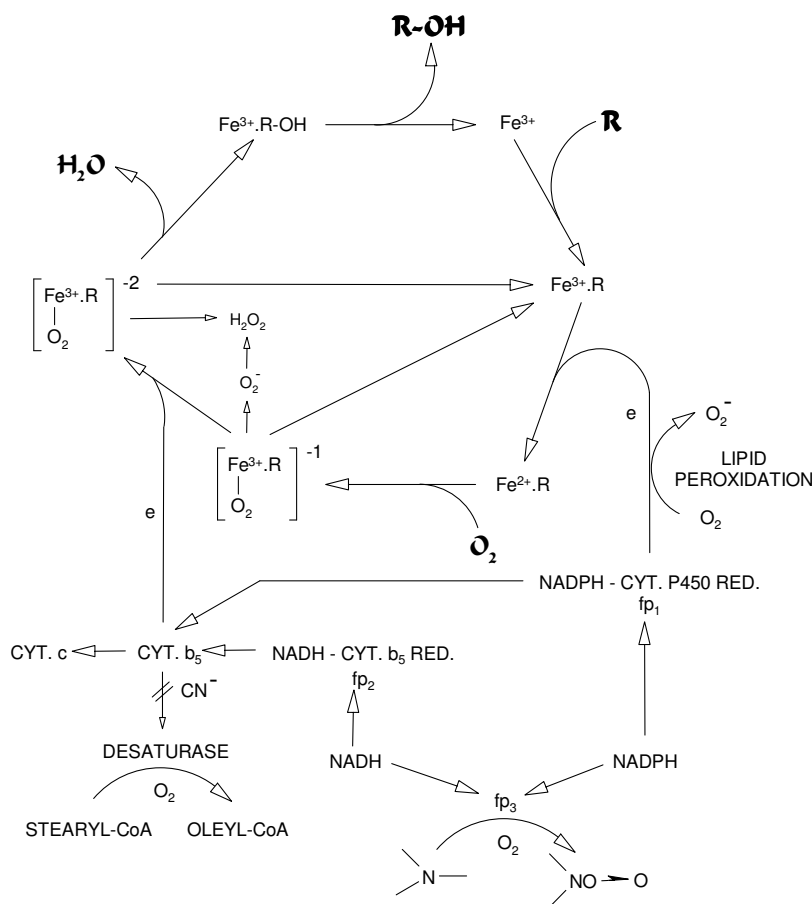 R-OH
Fe³⁺.R-OH
Fe³⁺
R
H₂O
Fe³⁺.R
O₂
-2
H₂O₂
Fe³⁺.R
O₂⁻
e
O₂⁻
LIPID
PEROXIDATION
O₂
Fe³⁺.R
O₂
-1
Fe²⁺.R
O₂
e
NADPH - CYT. P450 RED.
fp₁
CYT. c
CYT. b₅
NADH - CYT. b₅ RED.
fp₂
CN⁻
DESATURASE
O₂
STEARYL-CoA
OLEYL-CoA
NADH
NADPH
fp₃
O₂
N
NO
O